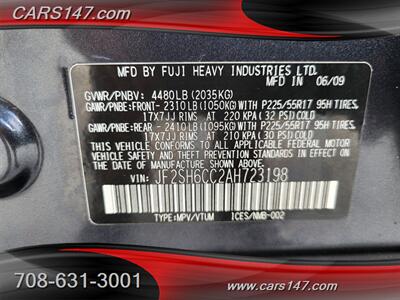 CARS147.com
MFD BY FUJI HEAVY INDUSTRIES LTD.
GVWR/PNBV: 4480LB (2035KG) MADE IN 06/09
GAWR/PNBE:FRONT- 2310LB (1050KG) WITH P225/55R17 95H TIRES,
17X7JJ RIMS AT 220 KPA ( 32 PSI) COLD
GAWR/PNBE:REAR - 2410LB (1095KG) WITH P225/55R17 95H TIRES,
17X7JJ RIMS AT 210 KPA ( 30 PSI) COLD
THIS VEHICLE CONFORMS TO ALL APPLICABLE
FEDERAL MOTOR VEHICLE SAFETY, BUMPER,
AND THEFT PREVENTION STANDARDS IN EFFECT
ON THE DATE OF MANUFACTURE SHOWN ABOVE.
VIN: JF2SH6CC2AH723198
TYPE:MPV/VTUM ICES/NMB-002
708-631-3001
CARS147.com